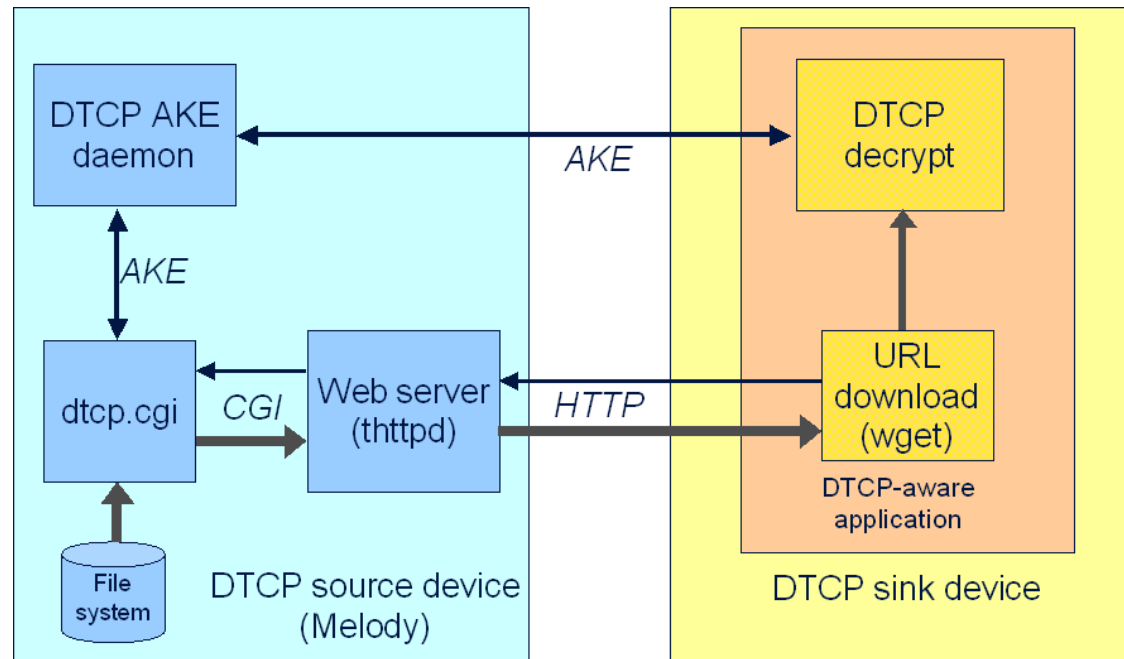 DTCP AKE
daemon
AKE
DTCP
decrypt
AKE
dtcp.cgi
CGI
Web server
(thttpd)
HTTP
URL
download
(wget)
DTCP-aware
application
File
system
DTCP source device
(Melody)
DTCP sink device